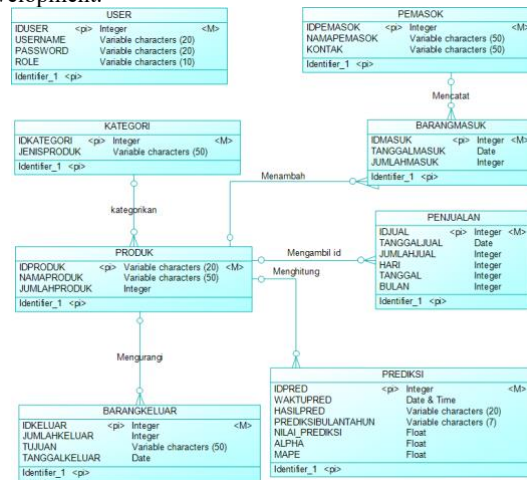 velopment.
USER
IDUSER <pi> Integer <M>
USERNAME Variable characters (20)
PASSWORD Variable characters (20)
ROLE Variable characters (10)
Identifier_1 <pi>
PEMASOK
IDPEMASOK <pi> Integer <M>
NAMAPEMASOK Variable characters (50)
KONTAK Variable characters (50)
Identifier_1 <pi>
Mencatat
KATEGORI
IDKATEGORI <pi> Integer <M>
JENISPRODUK Variable characters (50)
Identifier_1 <pi>
BARANGMASUK
IDMASUK <pi> Integer <M>
TANGGALMASUK Date
JUMLAHMASUK Integer
Identifier_1 <pi>
Menambah
kategorikan
PENJUALAN
IDJUAL <pi> Integer <M>
TANGGALJUAL Date
JUMLAHJUAL Integer
HARI Integer
TANGGAL Integer
BULAN Integer
Identifier_1 <pi>
PRODUK
IDPRODUK <pi> Variable characters (20) <M>
NAMAPRODUK Variable characters (50)
JUMLAHPRODUK Integer
Identifier_1 <pi>
Mengambil id
Menghitung
Mengurangi
PREDIKSI
IDPRED <pi> Integer <M>
WAKTUPRED Date & Time
HASILPRED Variable characters (20)
PREDIKSIBULANTAHUN Variable characters (7)
NILAI_PREDIKSI Float
ALPHA Float
MAPE Float
Identifier_1 <pi>
BARANGKELUAR
IDKELUAR <pi> Integer <M>
JUMLAHKELUAR Integer
TUJUAN Variable characters (50)
TANGGALKELUAR Date
Identifier_1 <pi>